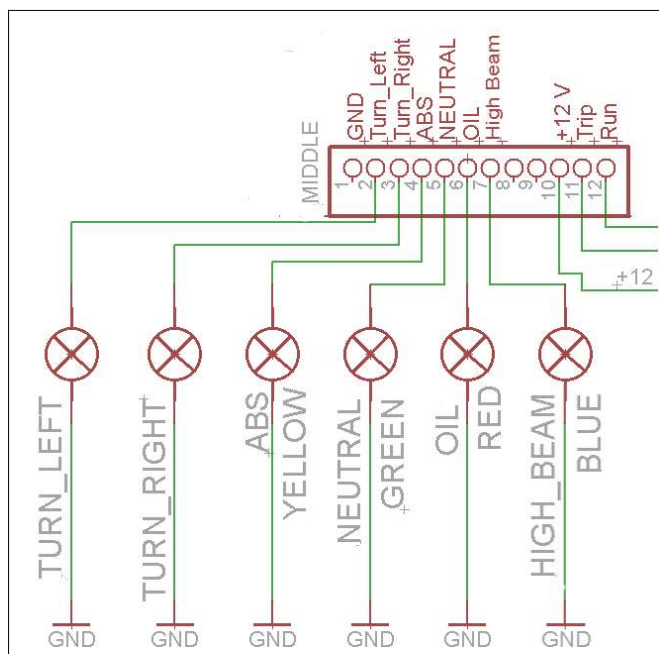 GND
Turn_Left
Turn_Right
ABS
NEUTRAL
OIL
High Beam
+12 V
Trip
Run
MIDDLE
1
2
3
4
5
6
7
8
9
10
11
12
+12
TURN_LEFT
TURN_RIGHT
ABS
YELLOW
NEUTRAL
GREEN
OIL
RED
HIGH_BEAM
BLUE
GND
GND
GND
GND
GND
GND